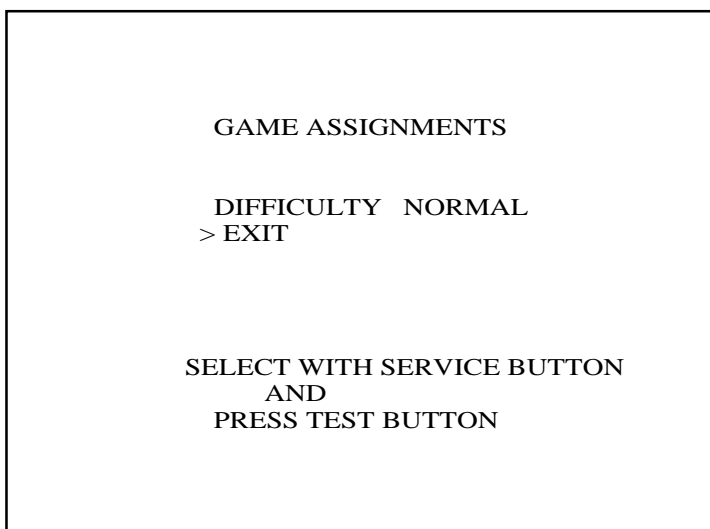 GAME ASSIGNMENTS
DIFFICULTY NORMAL
> EXIT
SELECT WITH SERVICE BUTTON
AND
PRESS TEST BUTTON